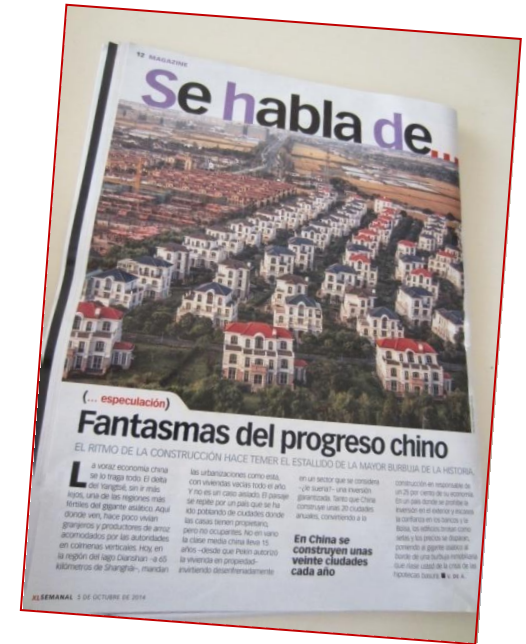 12 MAGAZINE
Se habla de...
(... especulación)
Fantasmas del progreso chino
EL RITMO DE LA CONSTRUCCIÓN HACE TEMER EL ESTALLIDO DE LA MAYOR BURBUJA DE LA HISTORIA
La voraz economía china
se lo traga todo. El delta
del Yangtsé, sin ir más
lejos, una de las regiones más
fértiles del gigante asiático. Aquí
donde ven, hace poco vivían
granjeros y productores de arroz
acomodados por las autoridades
en colmenas verticales. Hoy, en
la región del lago Dianshan –a 65
kilómetros de Shanghái–, mandan
las urbanizaciones como esta,
con viviendas vacías todo el año.
Y no es un caso aislado. El paisaje
se repite por un país que se ha
ido poblando de ciudades donde
las casas tienen propietario,
pero no ocupantes. No en vano
la clase media china lleva 15
años –desde que Pekín autorizó
la vivienda en propiedad–
invirtiendo desenfrenadamente
en un sector que se considera
–¿le suena?– una inversión
garantizada. Tanto que China
construye unas 20 ciudades
anuales, convirtiendo a la
En China se
construyen unas
veinte ciudades
cada año
construcción en responsable de
un 25 por ciento de su economía.
En un país donde se prohíbe la
inversión en el exterior y escasea
la confianza en los bancos y la
Bolsa, los edificios brotan como
setas y los precios se disparan,
poniendo al gigante asiático al
borde de una burbuja inmobiliaria
que ríase usted de la crisis de las
hipotecas basura.
XLSEMANAL 5 DE OCTUBRE DE 2014